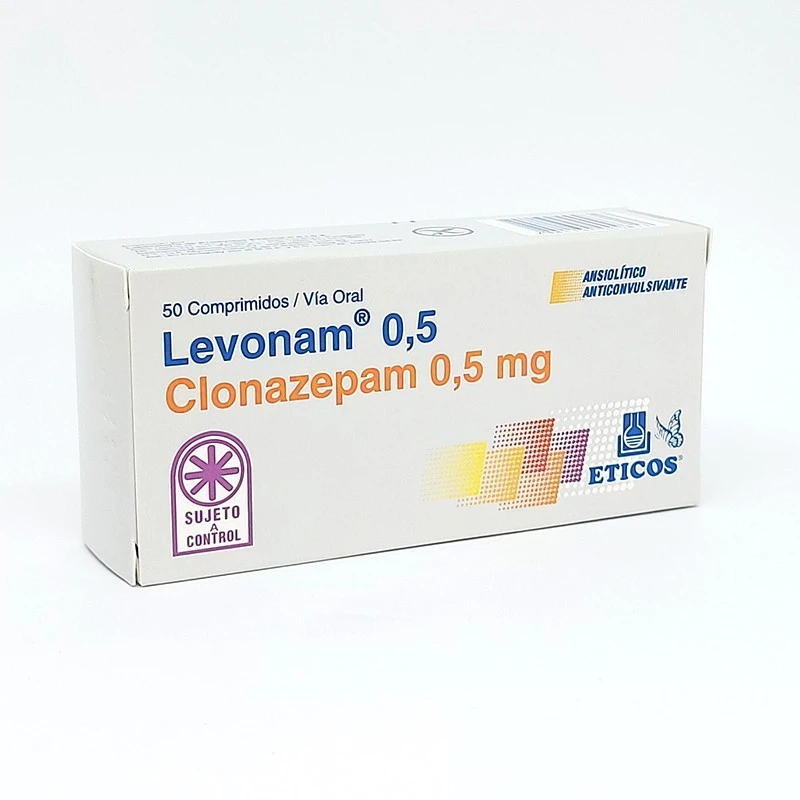 50 Comprimidos / Vía Oral
Levonam® 0,5
Clonazepam 0,5 mg
ANSIOLÍTICO
ANTICONVULSIVANTE
SUJETO
A
CONTROL
ETICOS®